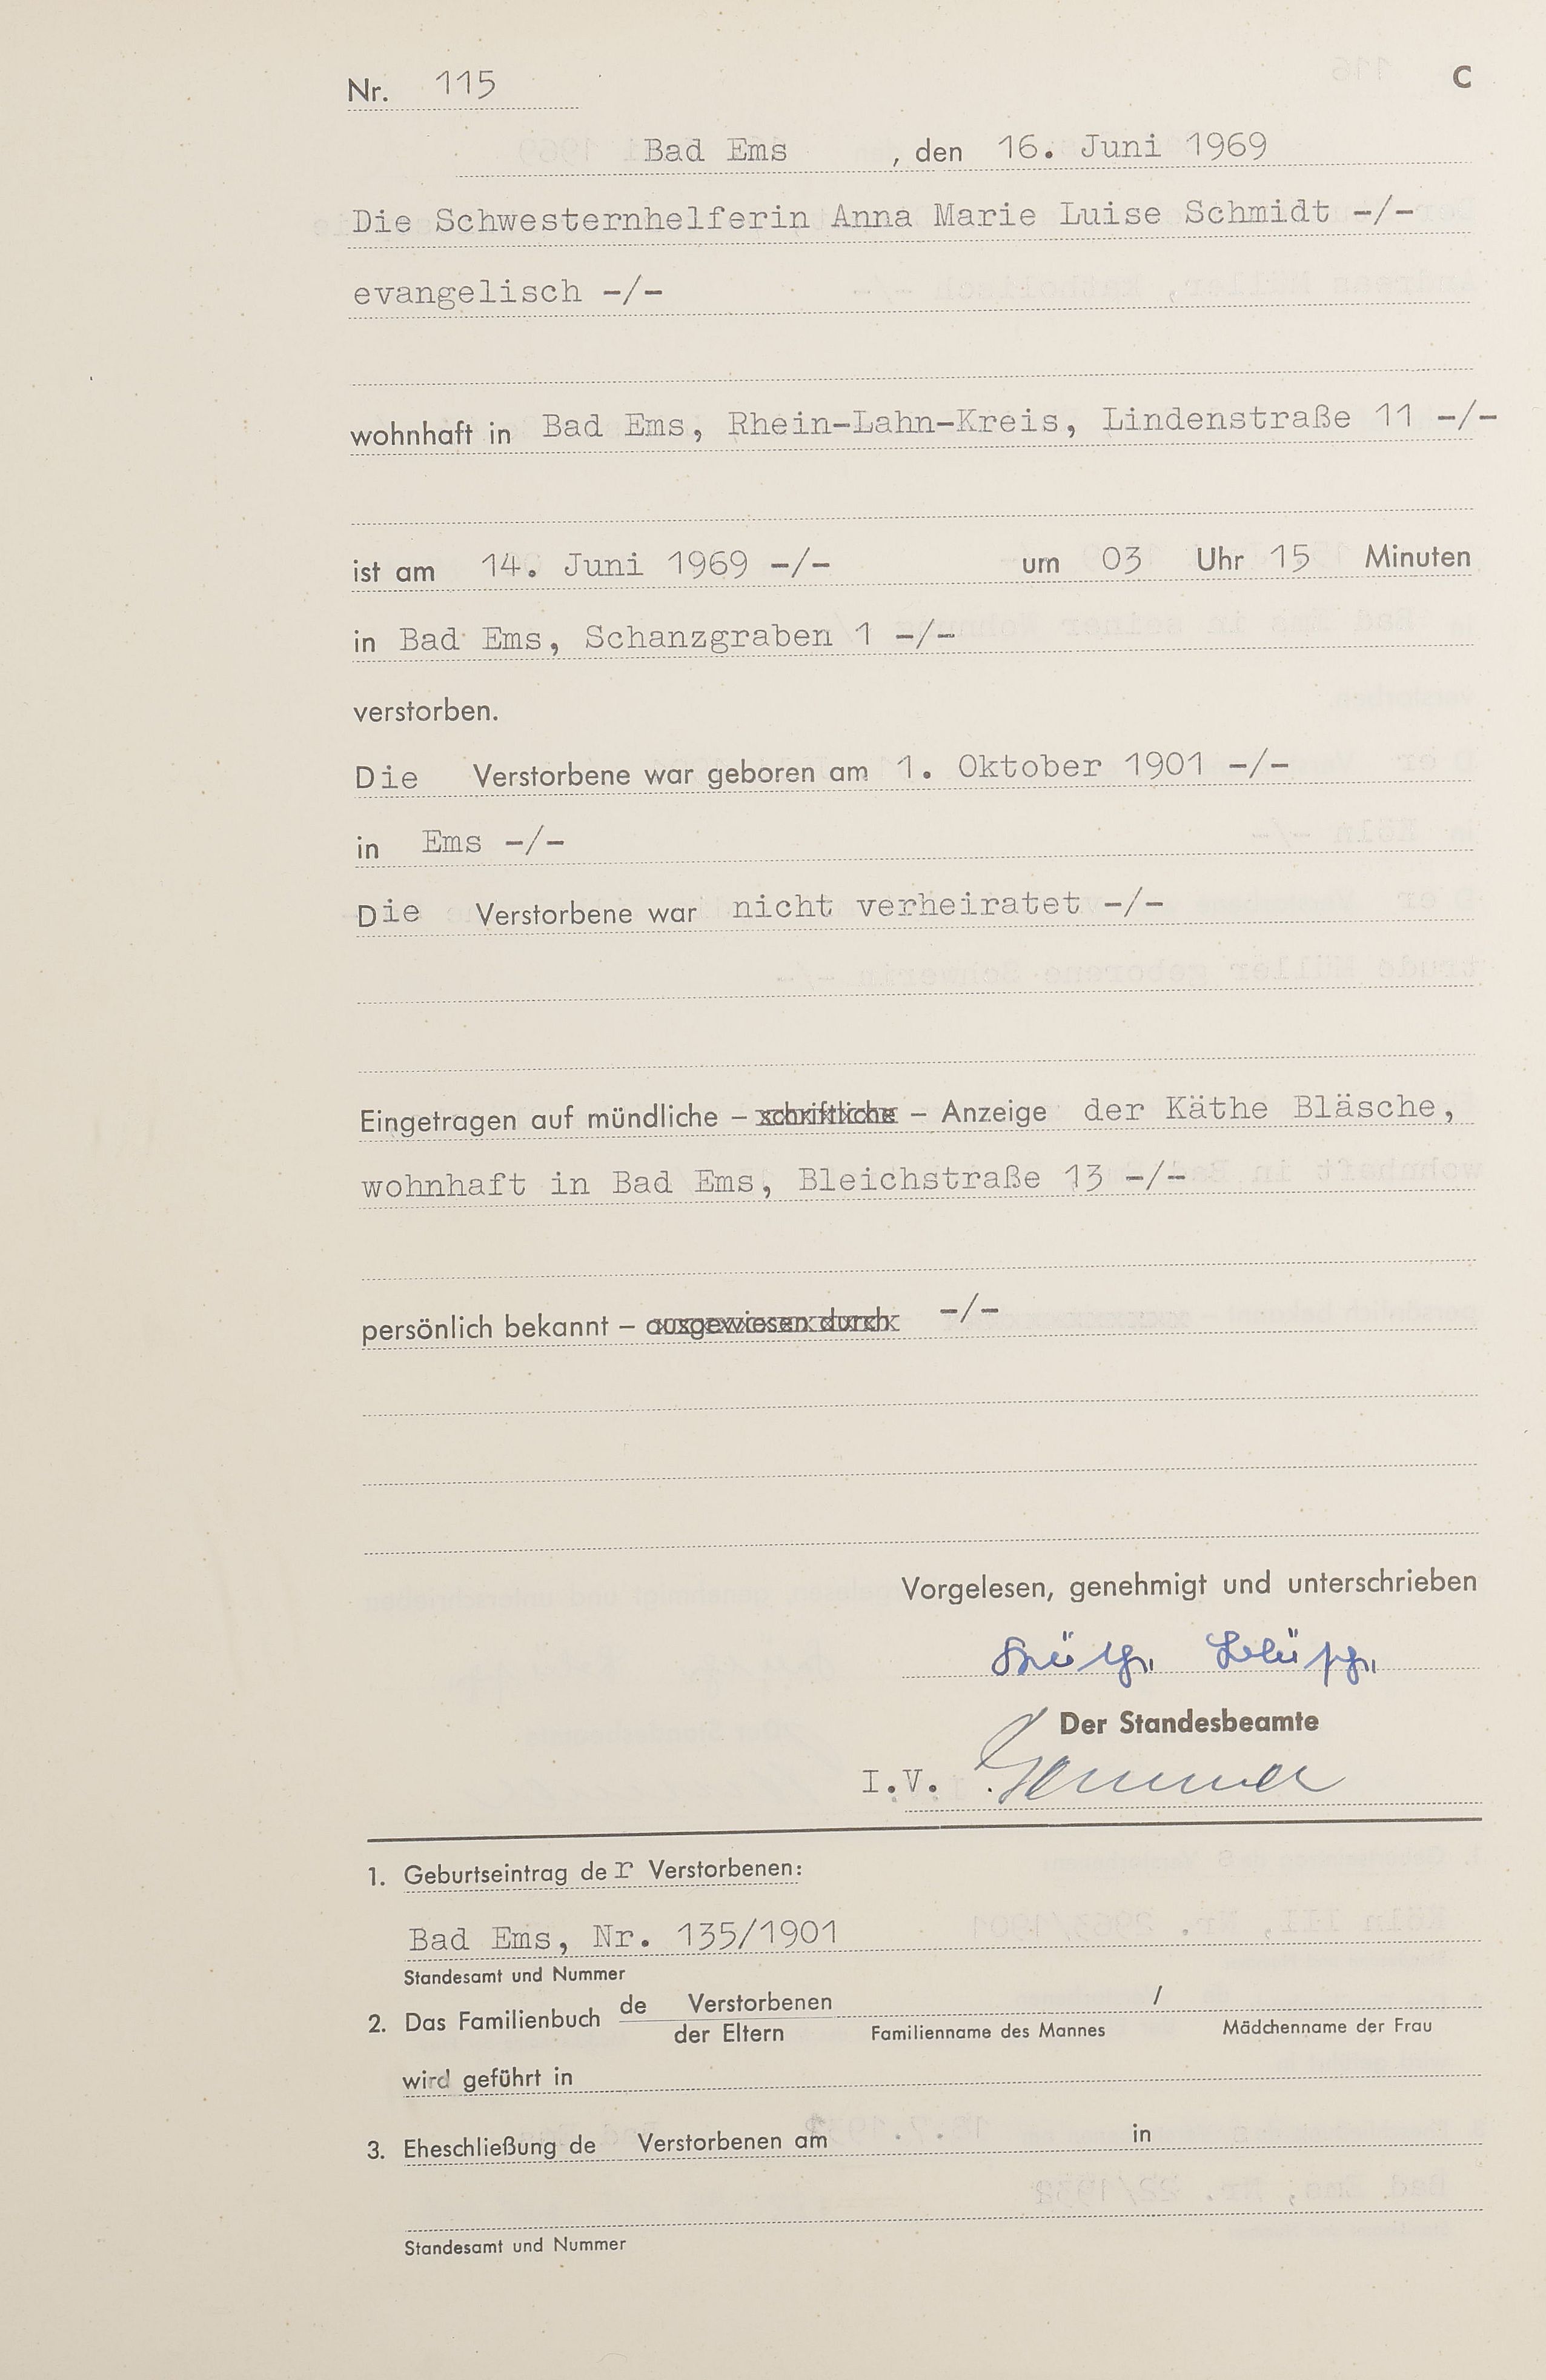 Nr. 115
C
Bad Ems , den 16. Juni 1969
Die Schwesternhelferin Anna Marie Luise Schmidt -/-
evangelisch -/-
wohnhaft in Bad Ems, Rhein-Lahn-Kreis, Lindenstraße 11 -/-
ist am 14. Juni 1969 -/- um 03 Uhr 15 Minuten
in Bad Ems, Schanzgraben 1 -/-
verstorben.
Die Verstorbene war geboren am 1. Oktober 1901 -/-
in Ems -/-
Die Verstorbene war nicht verheiratet -/-
Eingetragen auf mündliche – schriftliche – Anzeige der Käthe Bläsche,
wohnhaft in Bad Ems, Bleichstraße 13 -/-
persönlich bekannt – ausgewiesen durch -/-
Vorgelesen, genehmigt und unterschrieben
Käthe Bläsche
Der Standesbeamte
I.V.
1. Geburtseintrag der Verstorbenen:
Bad Ems, Nr. 135/1901
Standesamt und Nummer
2. Das Familienbuch de Verstorbenen /
der Eltern Familienname des Mannes Mädchenname der Frau
wird geführt in
3. Eheschließung de Verstorbenen am in
Standesamt und Nummer